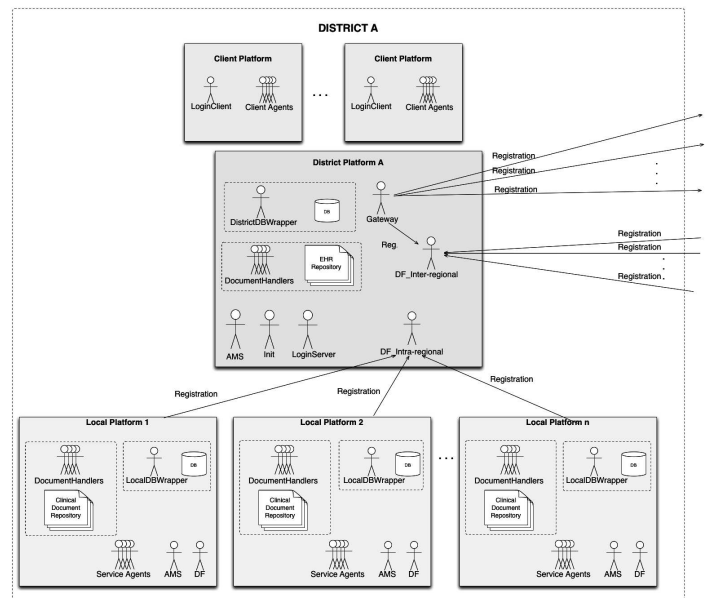 DISTRICT A
Client Platform
LoginClient
Client Agents
. . .
Client Platform
LoginClient
Client Agents
District Platform A
DistrictDBWrapper
DB
Gateway
Registration
Registration
Registration
Reg.
DF_Inter-regional
Registration
Registration
Registration
DocumentHandlers
EHR
Repository
AMS
Init
LoginServer
DF_Intra-regional
Registration
Registration
Registration
Local Platform 1
DocumentHandlers
Clinical
Document
Repository
LocalDBWrapper
DB
Service Agents
AMS
DF
Local Platform 2
DocumentHandlers
Clinical
Document
Repository
LocalDBWrapper
DB
Service Agents
AMS
DF
. . .
Local Platform n
DocumentHandlers
Clinical
Document
Repository
LocalDBWrapper
DB
Service Agents
AMS
DF